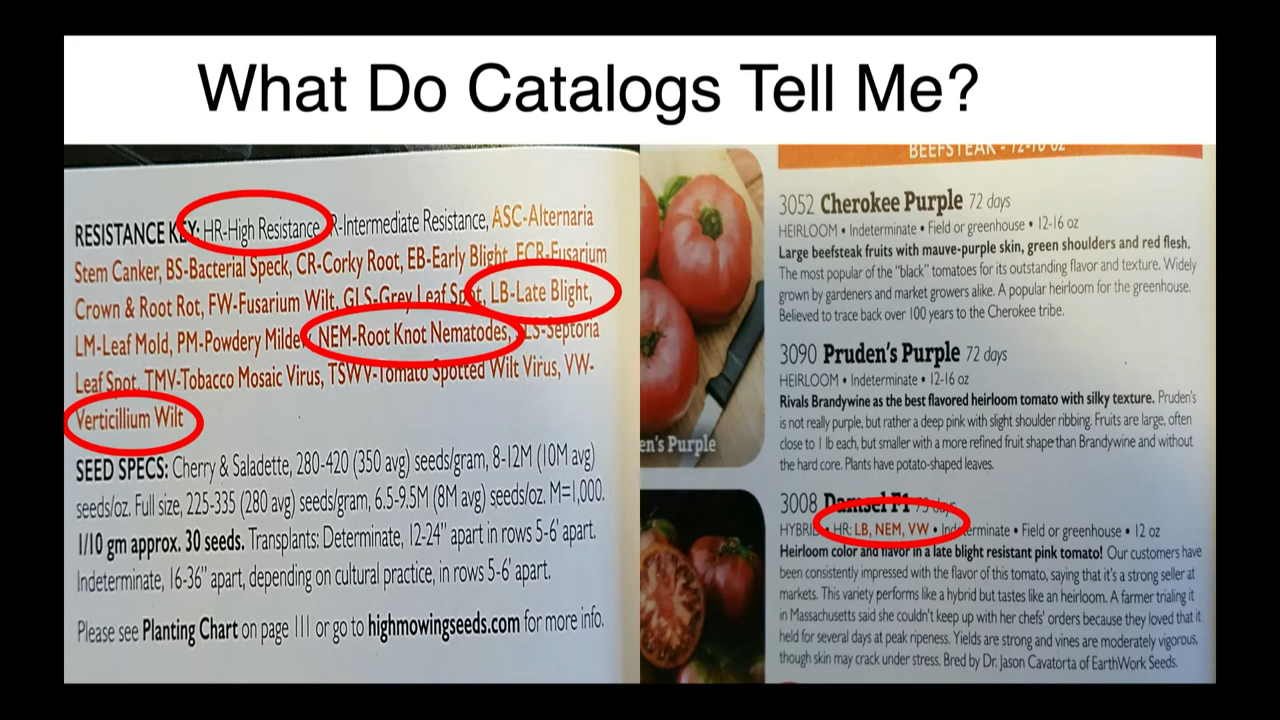 What Do Catalogs Tell Me?
RESISTANCE KEY: HR-High Resistance, R-Intermediate Resistance, ASC-Alternaria
Stem Canker, BS-Bacterial Speck, CR-Corky Root, EB-Early Blight, FCR-Fusarium
Crown & Root Rot, FW-Fusarium Wilt, GLS-Grey Leaf Spot, LB-Late Blight,
LM-Leaf Mold, PM-Powdery Mildew, NEM-Root Knot Nematodes, SLS-Septoria
Leaf Spot, TMV-Tobacco Mosaic Virus, TSWV-Tomato Spotted Wilt Virus, VW-
Verticillium Wilt
SEED SPECS: Cherry & Saladette, 280-420 (350 avg) seeds/gram, 8-12M (10M avg)
seeds/oz. Full size, 225-335 (280 avg) seeds/gram, 6.5-9.5M (8M avg) seeds/oz. M=1,000.
1/10 gm approx. 30 seeds. Transplants: Determinate, 12-24" apart in rows 5-6' apart.
Indeterminate, 16-36" apart, depending on cultural practice, in rows 5-6' apart.
Please see Planting Chart on page 111 or go to highmowingseeds.com for more info.
en's Purple
BEEFSTEAK - 12-16 oz
3052 Cherokee Purple 72 days
HEIRLOOM • Indeterminate • Field or greenhouse • 12-16 oz
Large beefsteak fruits with mauve-purple skin, green shoulders and red flesh.
The most popular of the "black" tomatoes for its outstanding flavor and texture. Widely
grown by gardeners and market growers alike. A popular heirloom for the greenhouse.
Believed to trace back over 100 years to the Cherokee tribe.
3090 Pruden's Purple 72 days
HEIRLOOM • Indeterminate • 12-16 oz
Rivals Brandywine as the best flavored heirloom tomato with silky texture. Pruden's
is not really purple, but rather a deep pink with slight shoulder ribbing. Fruits are large, often
close to 1 lb each, but smaller with a more refined fruit shape than Brandywine and without
the hard core. Plants have potato-shaped leaves.
3008 Damsel F1 73 days
HYBRID • HR: LB, NEM, VW • Indeterminate • Field or greenhouse • 12 oz
Heirloom color and flavor in a late blight resistant pink tomato! Our customers have
been consistently impressed with the flavor of this tomato, saying that it's a strong seller at
markets. This variety performs like a hybrid but tastes like an heirloom. A farmer trialing it
in Massachusetts said she couldn't keep up with her chefs' orders because they loved that it
held for several days at peak ripeness. Yields are strong and vines are moderately vigorous,
though skin may crack under stress. Bred by Dr. Jason Cavatorta of EarthWork Seeds.